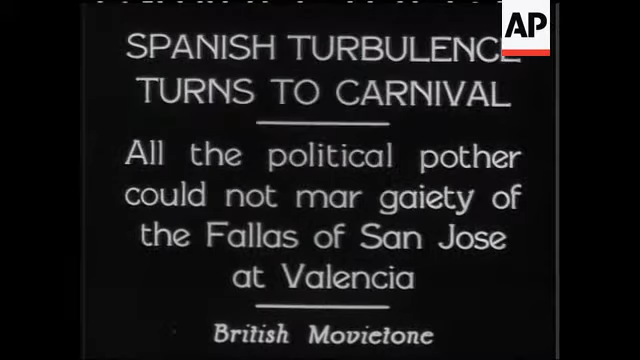 AP
SPANISH TURBULENCE
TURNS TO CARNIVAL
All the political pother
could not mar gaiety of
the Fallas of San Jose
at Valencia
British Movietone